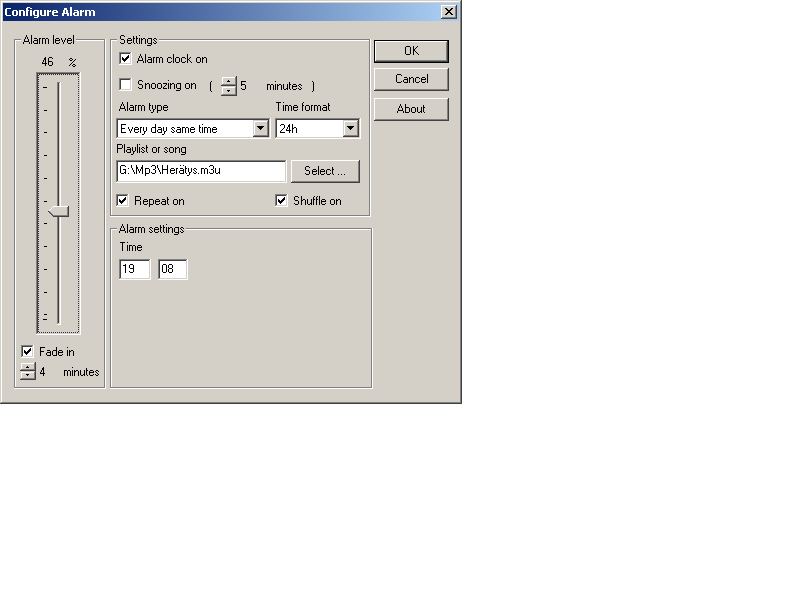 Configure Alarm
Alarm level
46 %
Fade in
4 minutes
Settings
Alarm clock on
Snoozing on ( 5 minutes )
Alarm type Time format
Every day same time 24h
Playlist or song
G:\Mp3\Herätys.m3u Select ...
Repeat on Shuffle on
Alarm settings
Time
19 08
OK
Cancel
About